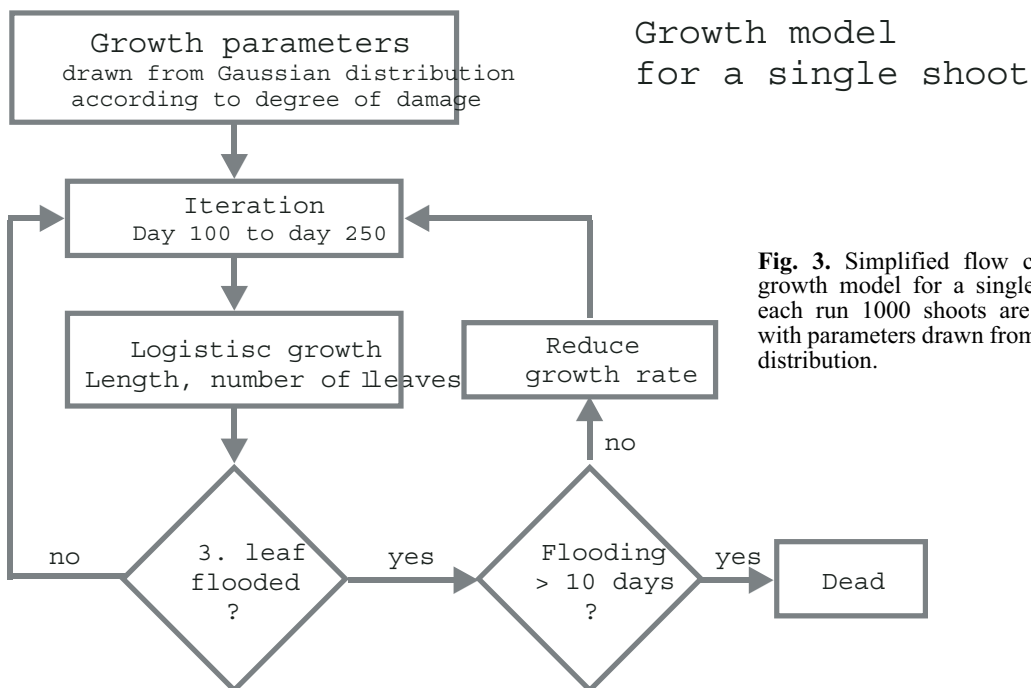 Growth parameters
drawn from Gaussian distribution
according to degree of damage
Growth model
for a single shoot
Iteration
Day 100 to day 250
Fig. 3. Simplified flow
growth model for a single
each run 1000 shoots are
with parameters drawn from
distribution.
Logistisc growth
Length, number of lleaves
Reduce
growth rate
no
3. leaf
flooded
?
no
yes
Flooding
> 10 days
?
yes
Dead